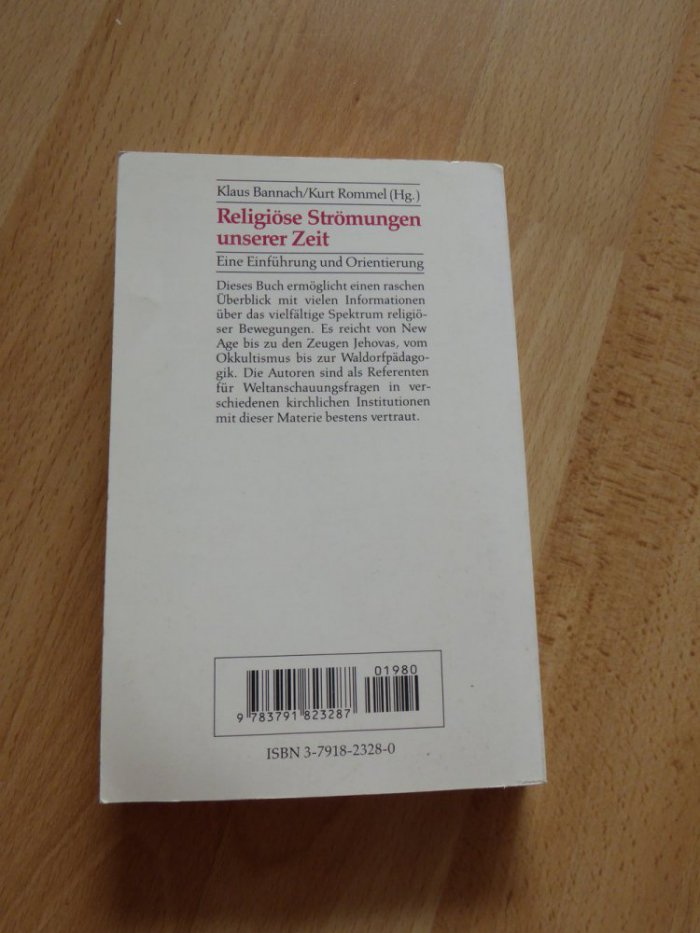 Klaus Bannach/Kurt Rommel (Hg.)
Religiöse Strömungen
unserer Zeit
Eine Einführung und Orientierung
Dieses Buch ermöglicht einen raschen
Überblick mit vielen Informationen
über das vielfältige Spektrum religiö-
ser Bewegungen. Es reicht von New
Age bis zu den Zeugen Jehovas, vom
Okkultismus bis zur Waldorfpädago-
gik. Die Autoren sind als Referenten
für Weltanschauungsfragen in ver-
schiedenen kirchlichen Institutionen
mit dieser Materie bestens vertraut.
01980
9 783791 823287
ISBN 3-7918-2328-0